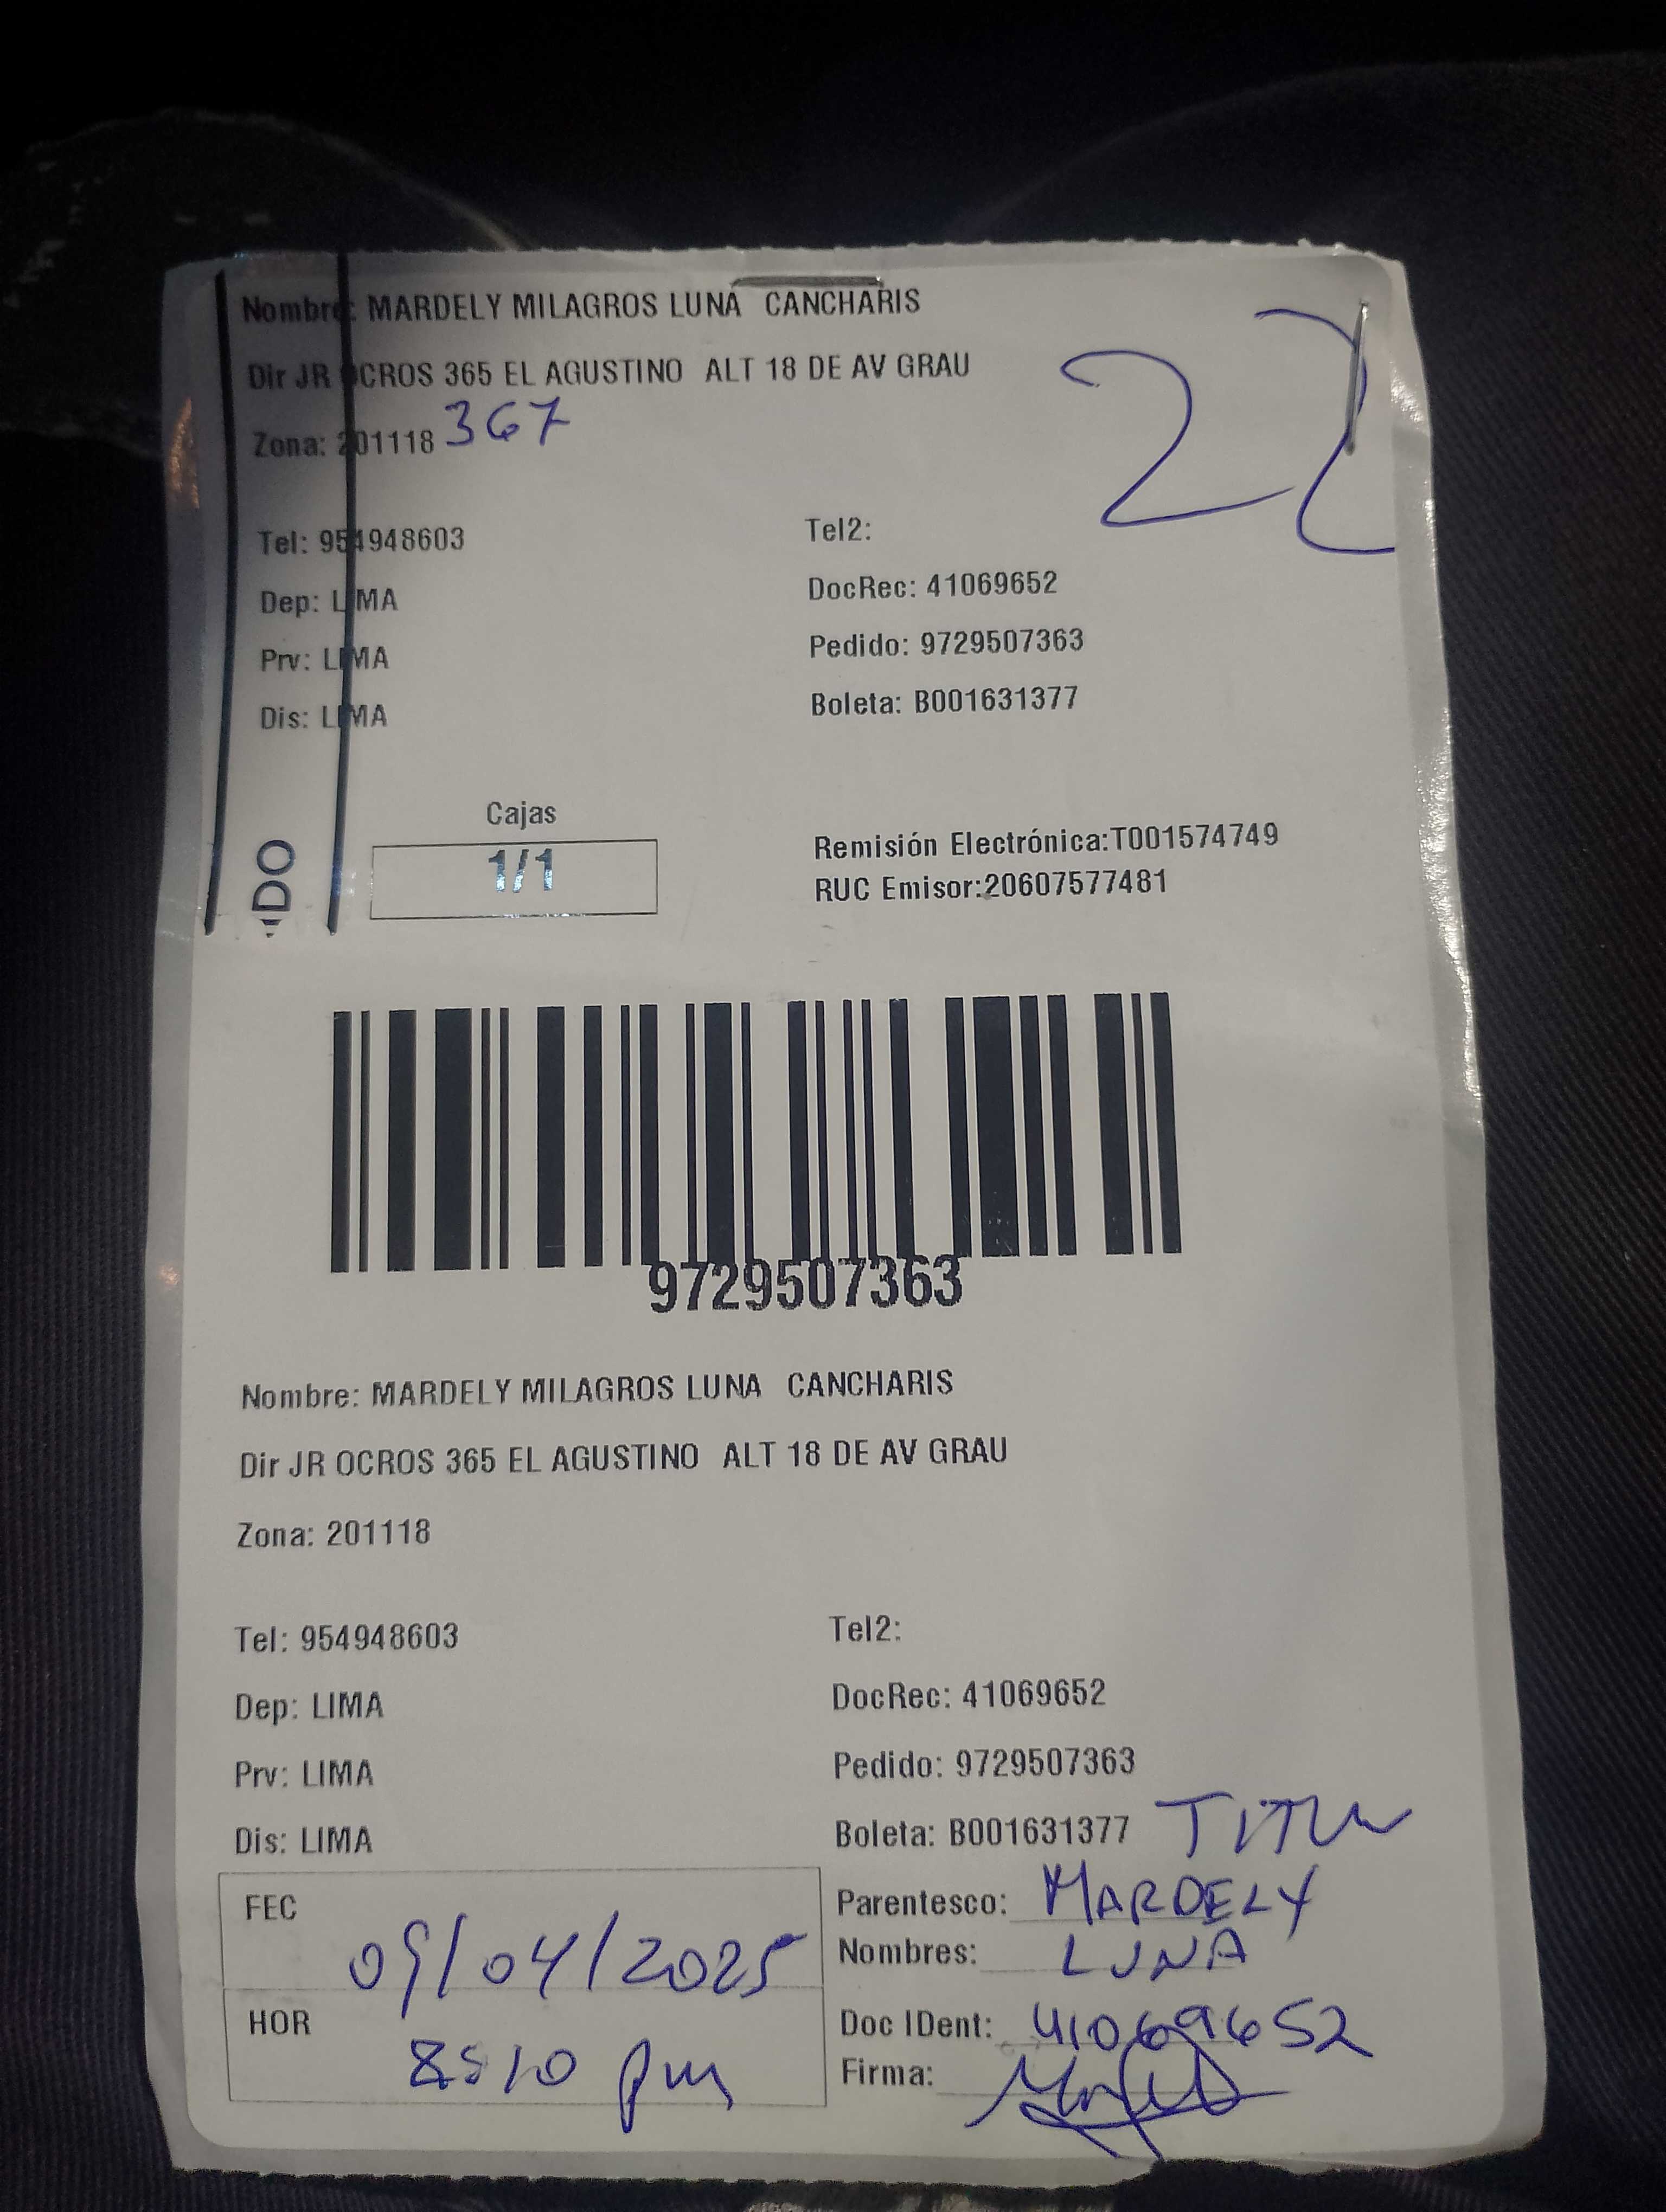 Nombre: MARDELY MILAGROS LUNA CANCHARIS
22
Dir JR OCROS 365 EL AGUSTINO ALT 18 DE AV GRAU
Zona: 201118 367
Tel: 954948603 Tel2:
Dep: LIMA DocRec: 41069652
Prv: LIMA Pedido: 9729507363
Dis: LIMA Boleta: B001631377
Cajas
1/1
DO
Remisión Electrónica:T001574749
RUC Emisor:20607577481
9729507363
Nombre: MARDELY MILAGROS LUNA CANCHARIS
Dir JR OCROS 365 EL AGUSTINO ALT 18 DE AV GRAU
Zona: 201118
Tel: 954948603 Tel2:
Dep: LIMA DocRec: 41069652
Prv: LIMA Pedido: 9729507363
Dis: LIMA Boleta: B001631377
FEC 09/04/2025
Parentesco: MARDELY
Nombres: LUNA
HOR
Doc IDent: 41069652
Firma: